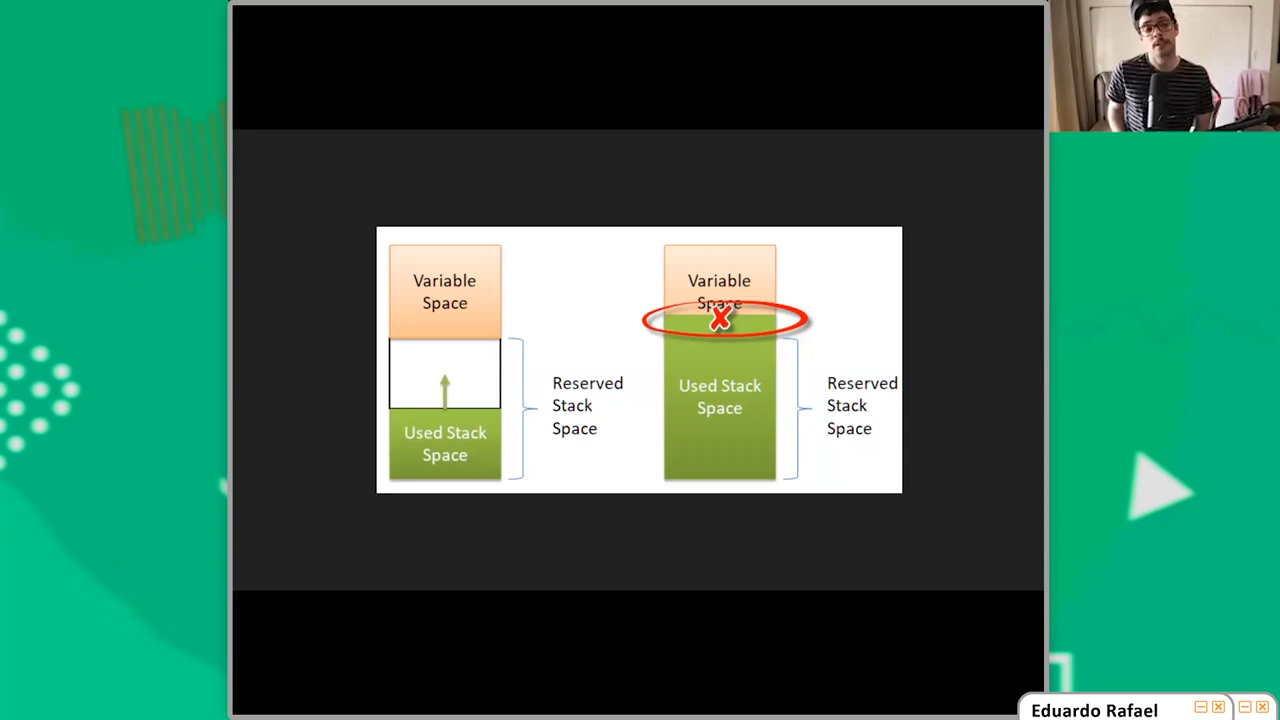 Variable
Space
Used Stack
Space
Reserved
Stack
Space
Variable
Space
Used Stack
Space
Reserved
Stack
Space
Eduardo Rafael